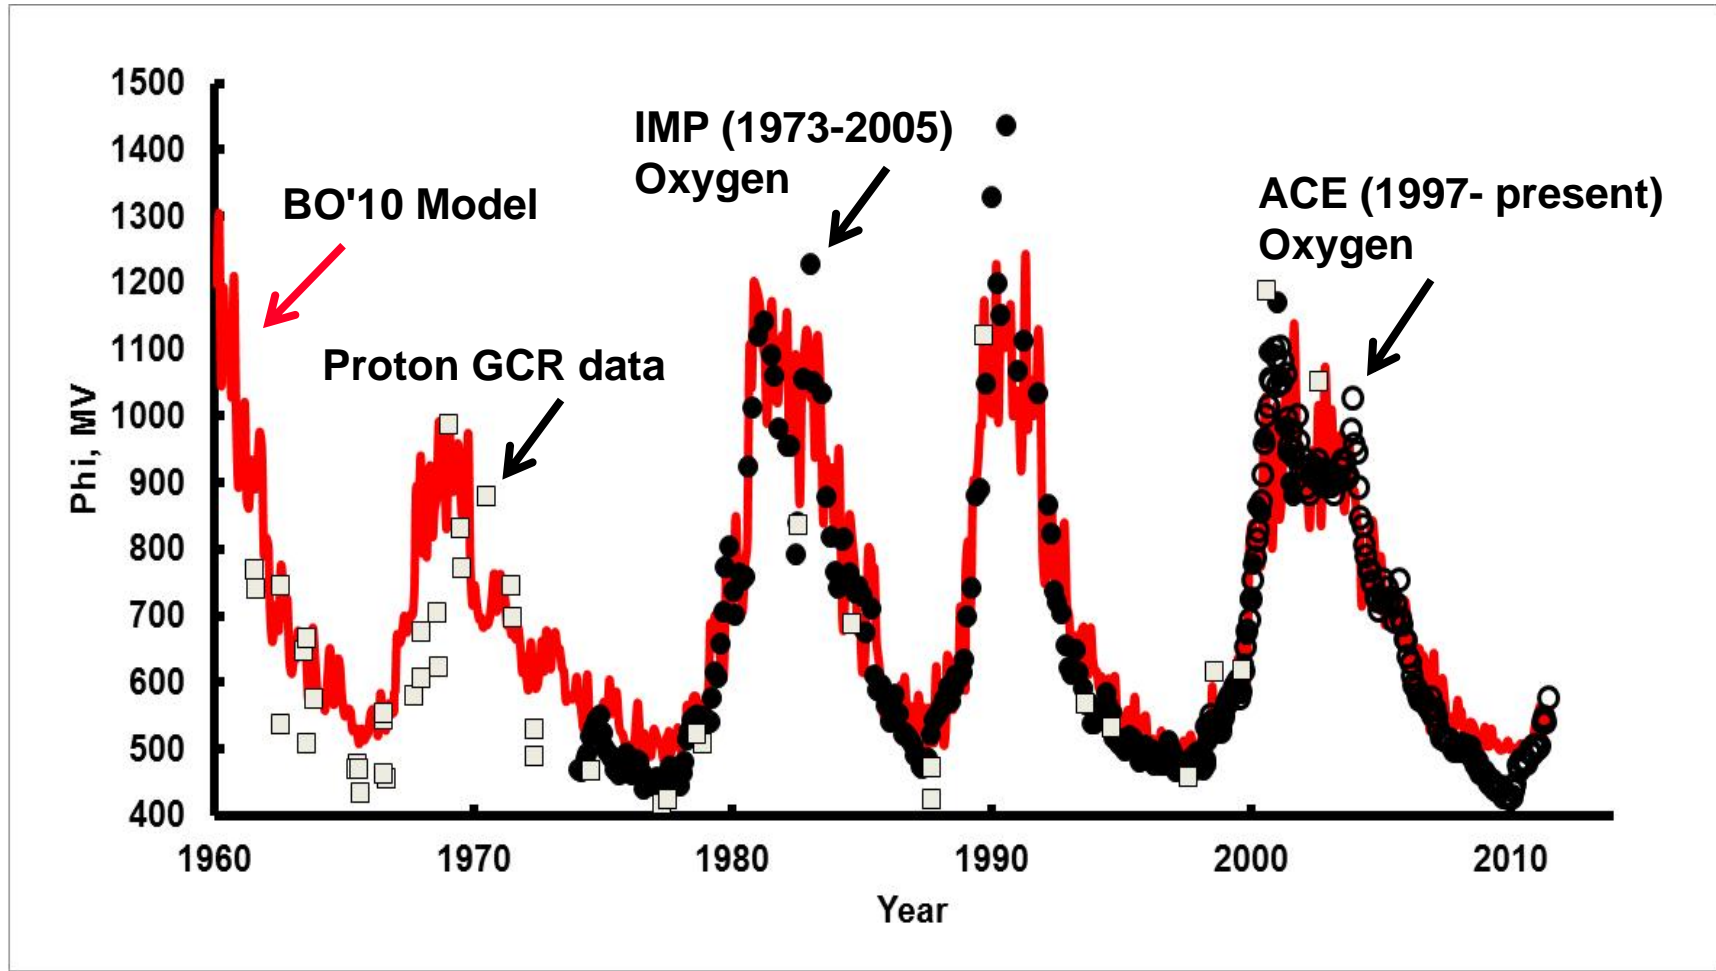 1500
1400
1300
1200
1100
1000
900
800
700
600
500
400
Phi, MV
BO'10 Model
Proton GCR data
IMP (1973-2005)
Oxygen
ACE (1997- present)
Oxygen
1960 1970 1980 1990 2000 2010
Year